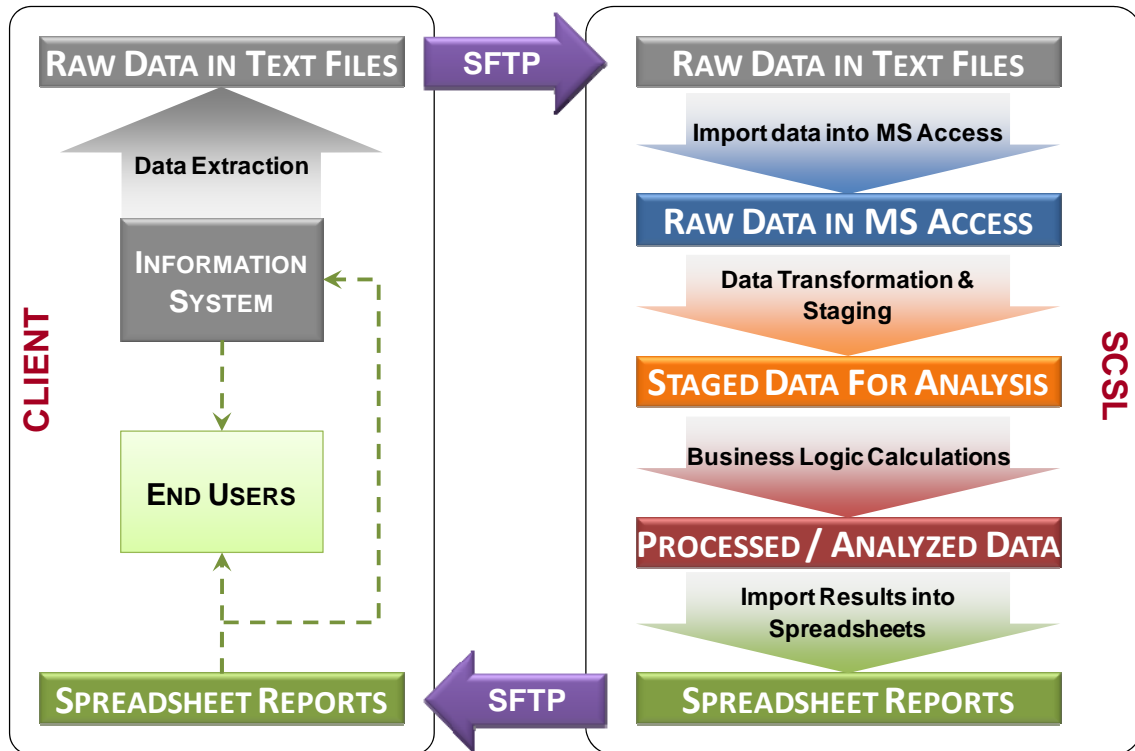 CLIENT
RAW DATA IN TEXT FILES
Data Extraction
INFORMATION
SYSTEM
END USERS
SPREADSHEET REPORTS
SFTP
SFTP
RAW DATA IN TEXT FILES
Import data into MS Access
RAW DATA IN MS ACCESS
Data Transformation &
Staging
STAGED DATA FOR ANALYSIS
Business Logic Calculations
PROCESSED / ANALYZED DATA
Import Results into
Spreadsheets
SPREADSHEET REPORTS
SCSL